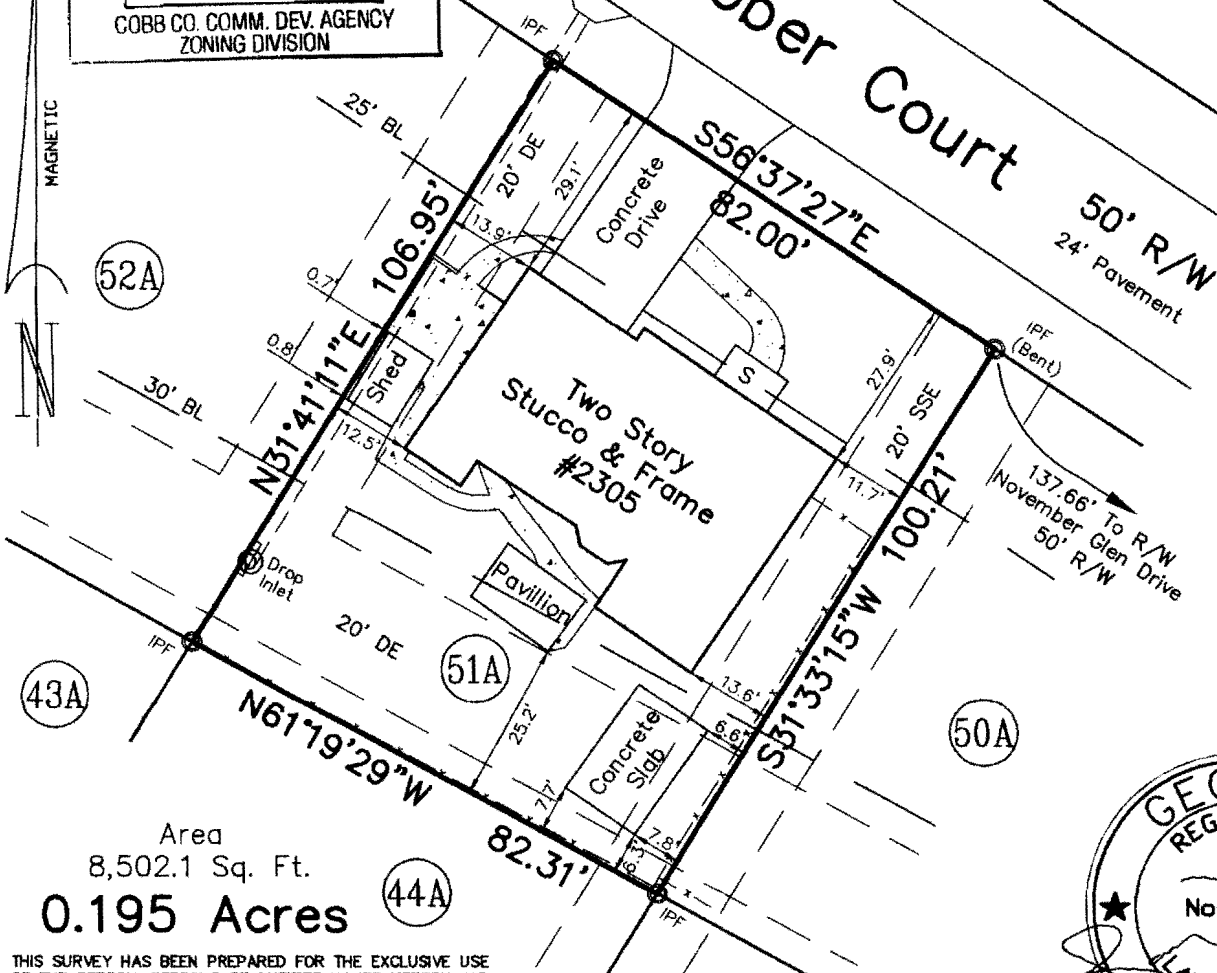 COBB CO. COMM. DEV. AGENCY
ZONING DIVISION
MAGNETIC
N
IPF
Court
50' R/W
24' Pavement
25' BL
20' DE
29.1'
Concrete
Drive
S56°37'27"E
82.00'
13.9'
106.95'
N31°41'11"E
52A
0.7'
0.8'
30' BL
Shed
12.5'
Two Story
Stucco & Frame
#2305
S
27.9'
20' SSE
11.7'
IPF
(Bent)
137.66' To R/W
November Glen Drive
50' R/W
100.21'
S31°33'15"W
Drop
Inlet
IPF
20' DE
Pavillion
51A
43A
50A
N61°19'29"W
82.31'
25.2'
13.6'
6.6'
Concrete
Slab
7.7'
7.8'
6.3'
IPF
44A
Area
8,502.1 Sq. Ft.
0.195 Acres
No
THIS SURVEY HAS BEEN PREPARED FOR THE EXCLUSIVE USE